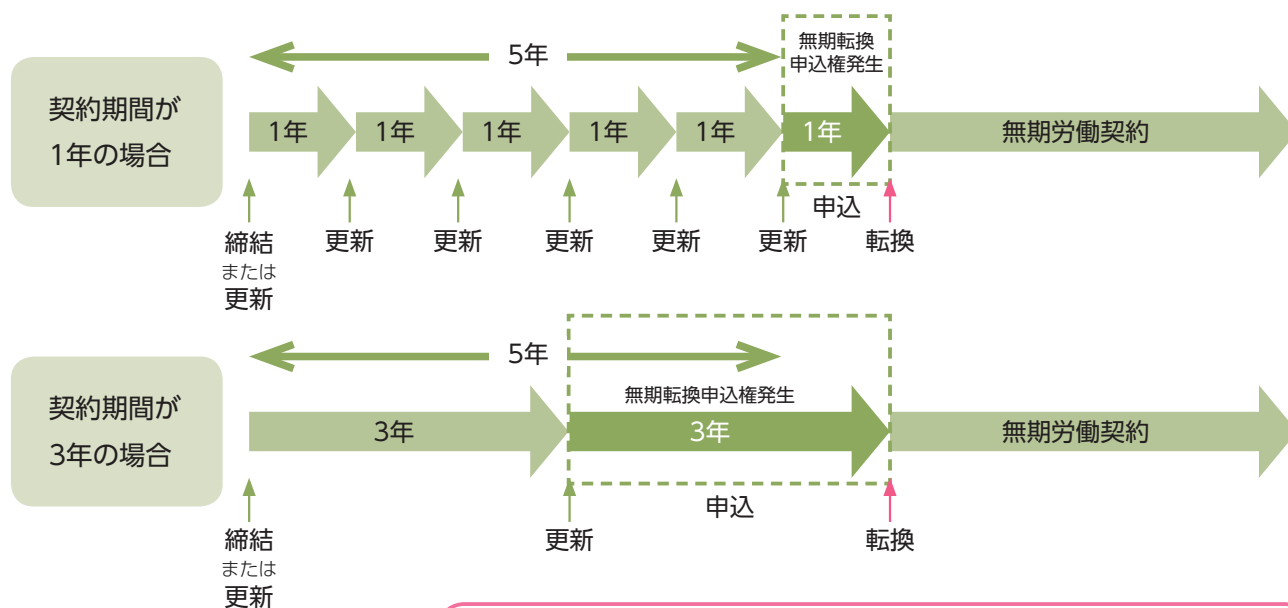 契約期間が
1年の場合
5年
無期転換
申込権発生
1年
1年
1年
1年
1年
1年
無期労働契約
申込
締結
または
更新
更新
更新
更新
更新
更新
転換
契約期間が
3年の場合
5年
無期転換申込権発生
3年
3年
無期労働契約
申込
締結
または
更新
更新
転換